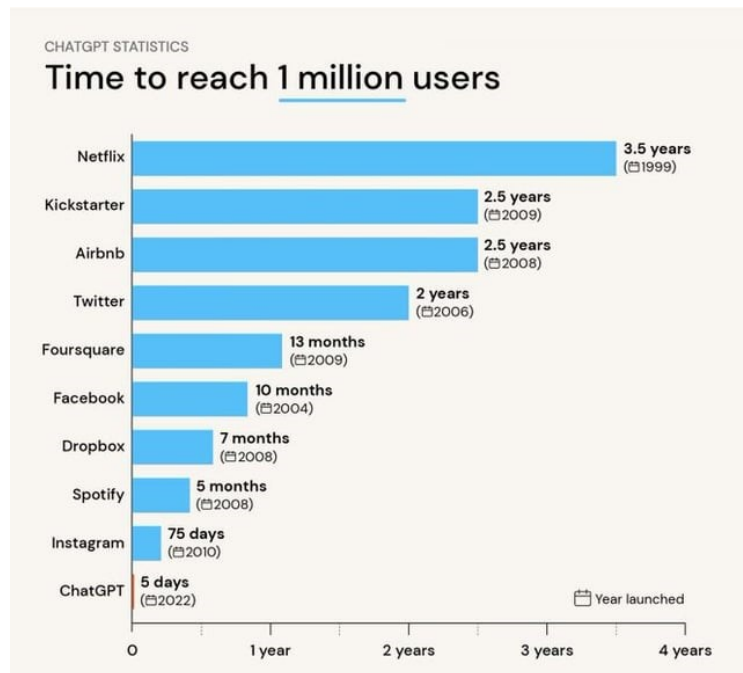 CHATGPT STATISTICS
Time to reach 1 million users
Netflix
3.5 years
(1999)
Kickstarter
2.5 years
(2009)
Airbnb
2.5 years
(2008)
Twitter
2 years
(2006)
Foursquare
13 months
(2009)
Facebook
10 months
(2004)
Dropbox
7 months
(2008)
Spotify
5 months
(2008)
Instagram
75 days
(2010)
ChatGPT
5 days
(2022)
Year launched
0
1 year
2 years
3 years
4 years